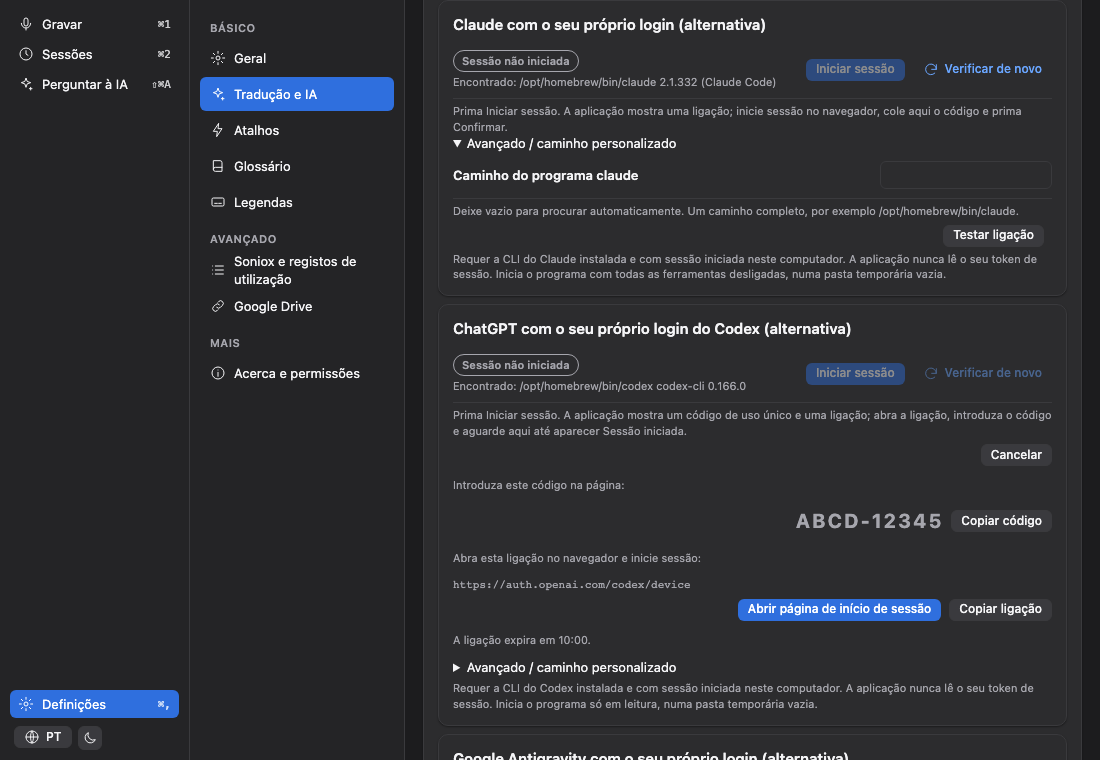 Gravar ⌘1
Sessões ⌘2
Perguntar à IA ⇧⌘A
Definições ⌘,
PT
BÁSICO
Geral
Tradução e IA
Atalhos
Glossário
Legendas
AVANÇADO
Soniox e registos de
utilização
Google Drive
MAIS
Acerca e permissões
Claude com o seu próprio login (alternativa)
Sessão não iniciada
Encontrado: /opt/homebrew/bin/claude 2.1.332 (Claude Code)
Iniciar sessão
Verificar de novo
Prima Iniciar sessão. A aplicação mostra uma ligação; inicie sessão no navegador, cole aqui o código e prima
Confirmar.
▼ Avançado / caminho personalizado
Caminho do programa claude
Deixe vazio para procurar automaticamente. Um caminho completo, por exemplo /opt/homebrew/bin/claude.
Testar ligação
Requer a CLI do Claude instalada e com sessão iniciada neste computador. A aplicação nunca lê o seu token de
sessão. Inicia o programa com todas as ferramentas desligadas, numa pasta temporária vazia.
ChatGPT com o seu próprio login do Codex (alternativa)
Sessão não iniciada
Encontrado: /opt/homebrew/bin/codex codex-cli 0.166.0
Iniciar sessão
Verificar de novo
Prima Iniciar sessão. A aplicação mostra um código de uso único e uma ligação; abra a ligação, introduza o código
e aguarde aqui até aparecer Sessão iniciada.
Cancelar
Introduza este código na página:
ABCD-12345
Copiar código
Abra esta ligação no navegador e inicie sessão:
https://auth.openai.com/codex/device
Abrir página de início de sessão
Copiar ligação
A ligação expira em 10:00.
▶ Avançado / caminho personalizado
Requer a CLI do Codex instalada e com sessão iniciada neste computador. A aplicação nunca lê o seu token de
sessão. Inicia o programa só em leitura, numa pasta temporária vazia.
Google Antigravity com o seu próprio login (alternativa)